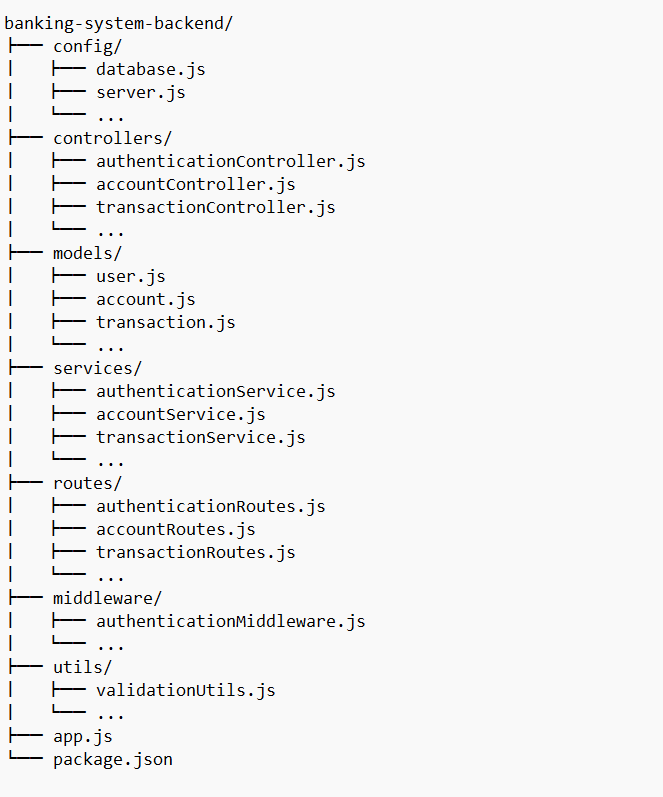 banking-system-backend/
├── config/
│   ├── database.js
│   ├── server.js
│   └── ...
├── controllers/
│   ├── authenticationController.js
│   ├── accountController.js
│   ├── transactionController.js
│   └── ...
├── models/
│   ├── user.js
│   ├── account.js
│   ├── transaction.js
│   └── ...
├── services/
│   ├── authenticationService.js
│   ├── accountService.js
│   ├── transactionService.js
│   └── ...
├── routes/
│   ├── authenticationRoutes.js
│   ├── accountRoutes.js
│   ├── transactionRoutes.js
│   └── ...
├── middleware/
│   ├── authenticationMiddleware.js
│   └── ...
├── utils/
│   ├── validationUtils.js
│   └── ...
├── app.js
└── package.json